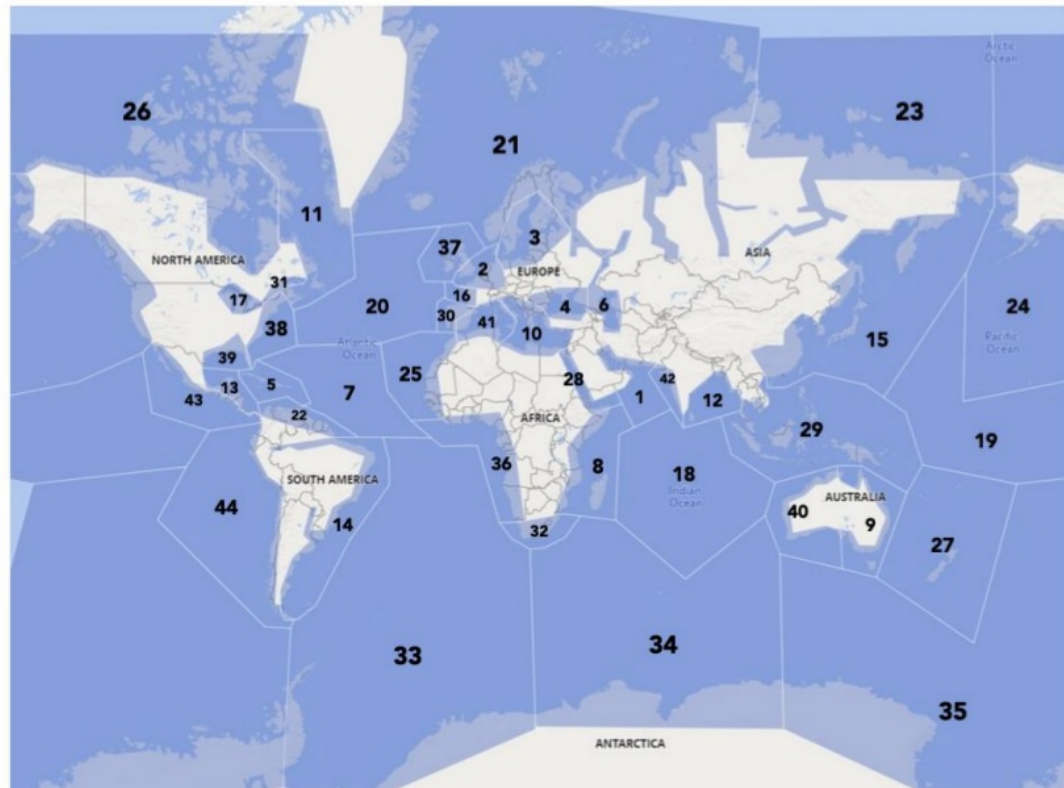 Arctic
Ocean
26
23
21
11
37
3
NORTH AMERICA
2
EUROPE
ASIA
31
17
16
4
6
20
24
30
41
38
10
15
Atlantic
Ocean
Pacific
Ocean
39
25
28
42
13
5
7
1
12
43
22
AFRICA
29
19
36
8
18
SOUTH AMERICA
Indian
Ocean
AUSTRALIA
44
40
9
14
32
27
33
34
35
ANTARCTICA